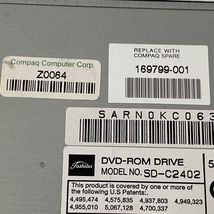 Compaq Computer Corp
Z0064
REPLACE WITH
COMPAQ SPARE
169799-001
SARN0KC063
DVD-ROM DRIVE
MODEL NO. SD-C2402
Toshiba
This product is covered by one or more of the
following U.S. Patents:
4,495,474 4,575,835 4,937,803 4,949,323
4,955,010 5,067,128 4,700,337